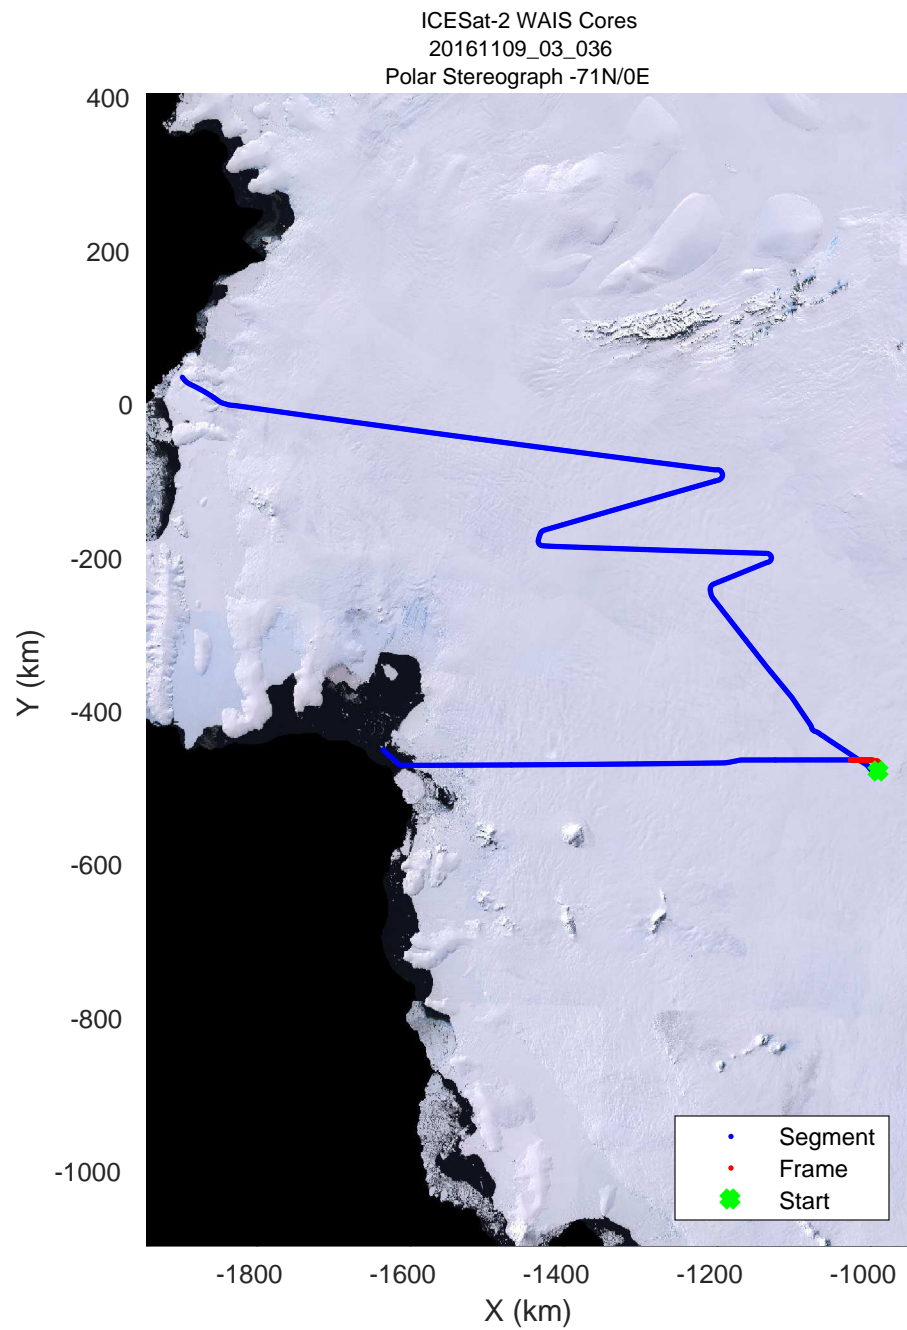 ICESat-2 WAIS Cores
20161109_03_036
Polar Stereograph -71N/0E
400
200
0
-200
-400
-600
-800
-1000
Y (km)
Segment
Frame
Start
-1800
-1600
-1400
-1200
-1000
X (km)